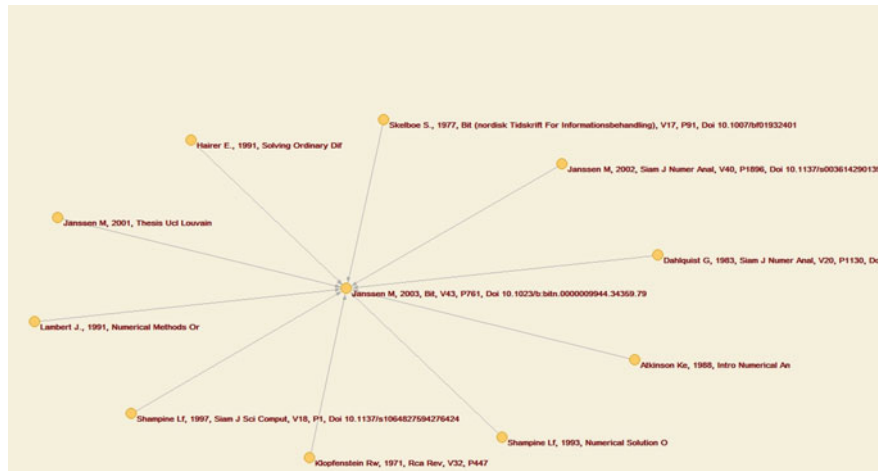 Skelboe S., 1977, Bit (nordisk Tidskrift For Informationsbehandling), V17, P91, Doi 10.1007/bf01932401
Hairer E., 1991, Solving Ordinary Dif
Janssen M, 2002, Siam J Numer Anal, V40, P1896, Doi 10.1137/s003614290139
Janssen M, 2001, Thesis Ucl Louvain
Dahlquist G, 1983, Siam J Numer Anal, V20, P1130, Do
Janssen M, 2003, Bit, V43, P761, Doi 10.1023/b:bitn.0000009944.34359.79
Lambert J., 1991, Numerical Methods Or
Atkinson Ke, 1988, Intro Numerical An
Shampine Lf, 1997, Siam J Sci Comput, V18, P1, Doi 10.1137/s1064827594276424
Shampine Lf, 1993, Numerical Solution O
Klopfenstein Rw, 1971, Rca Rev, V32, P447